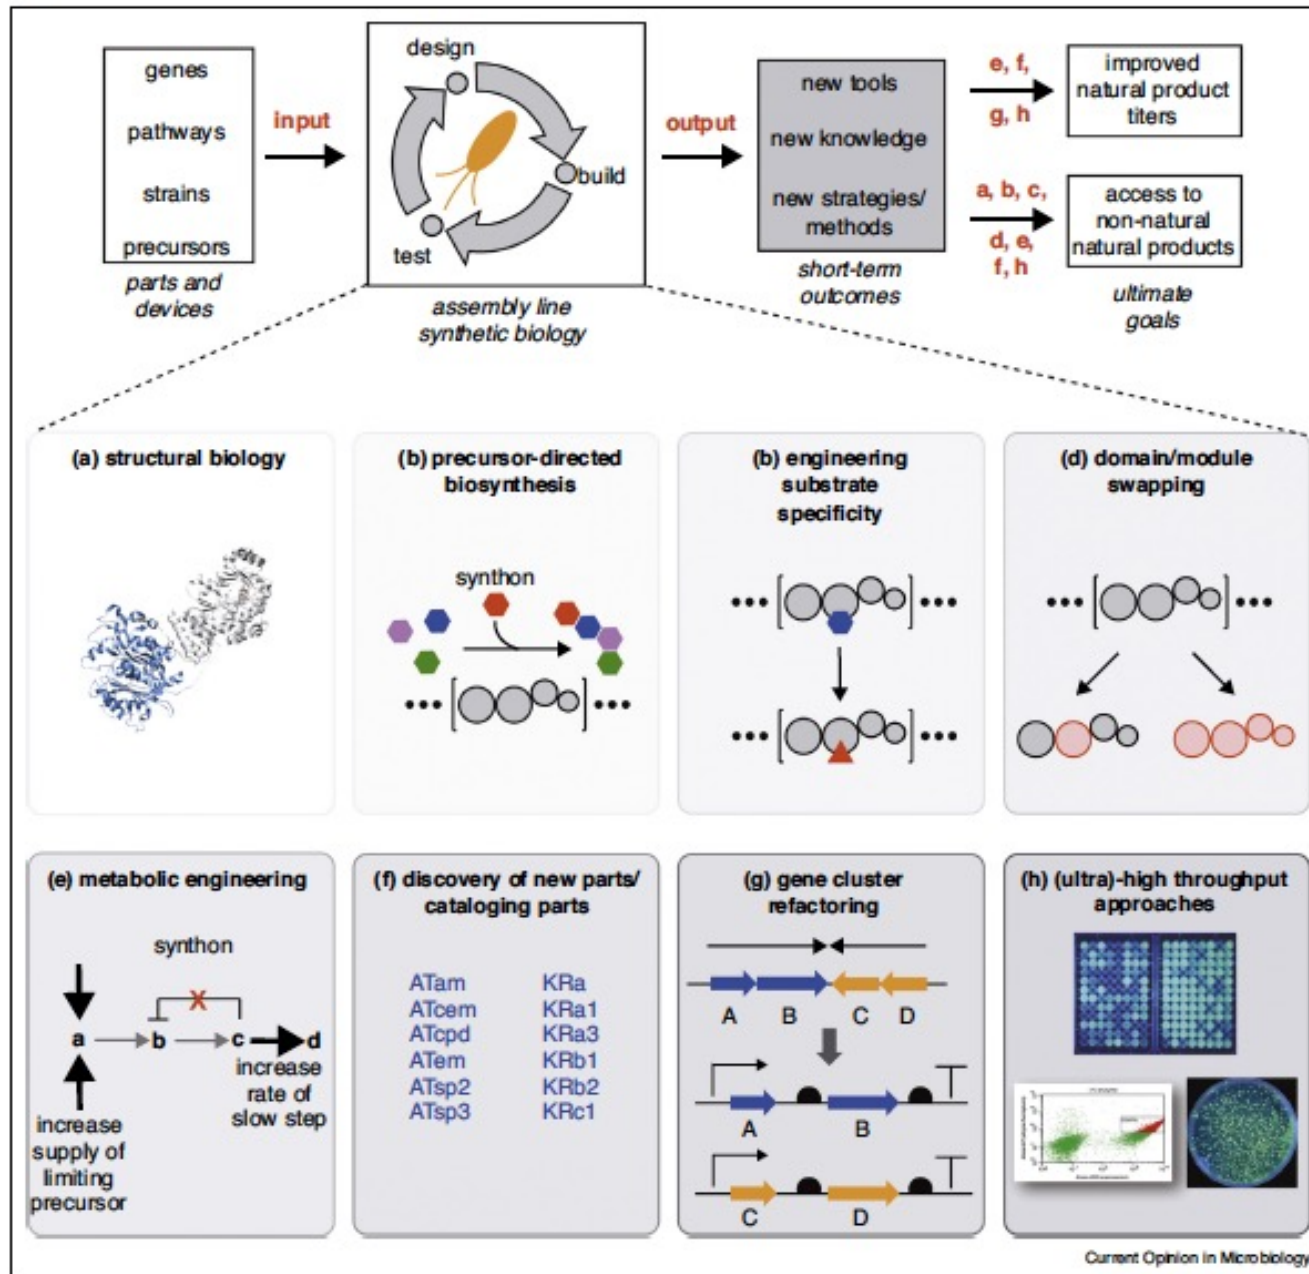 genes
pathways
strains
precursors
parts and
devices
input
design
build
test
assembly line
synthetic biology
output
new tools
new knowledge
new strategies/
methods
short-term
outcomes
e, f,
g, h
improved
natural product
titers
a, b, c,
d, e,
f, h
access to
non-natural
natural products
ultimate
goals
(a) structural biology
(b) precursor-directed
biosynthesis
synthon
(b) engineering
substrate
specificity
(d) domain/module
swapping
(e) metabolic engineering
synthon
X
a
b
c
d
increase
rate of
slow step
increase
supply of
limiting
precursor
(f) discovery of new parts/
cataloging parts
ATam KRa
ATcem KRa1
ATcpd KRa3
ATem KRb1
ATsp2 KRb2
ATsp3 KRc1
(g) gene cluster
refactoring
A B C D
A B
C D
(h) (ultra)-high throughput
approaches
Current Opinion in Microbiology